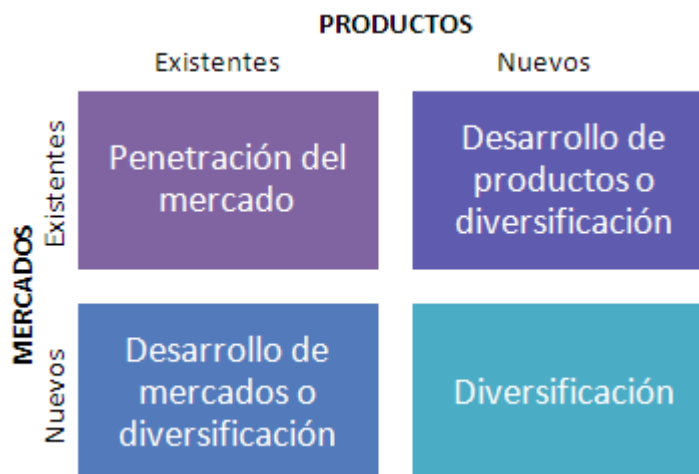 PRODUCTOS
Existentes
Nuevos
MERCADOS
Existentes
Penetración del
mercado
Desarrollo de
productos o
diversificación
Nuevos
Desarrollo de
mercados o
diversificación
Diversificación